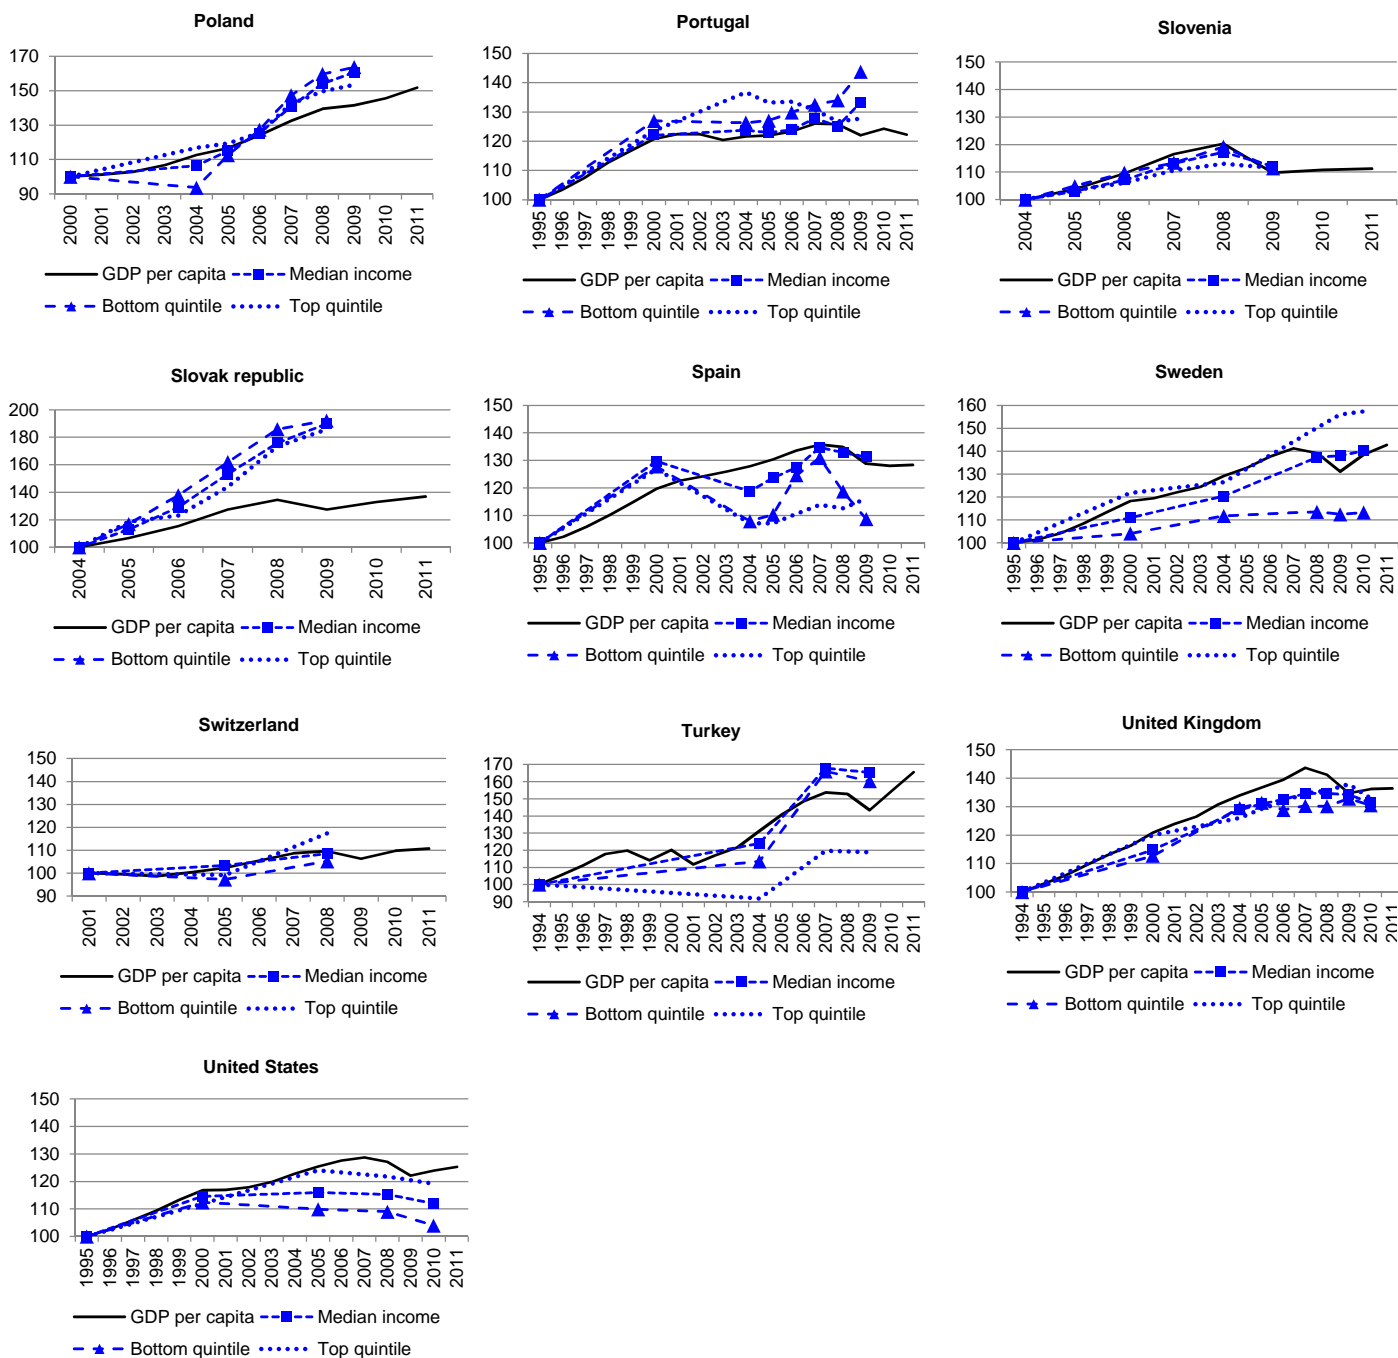 Poland
170
150
130
110
90
2000 2001 2002 2003 2004 2005 2006 2007 2008 2009 2010 2011
GDP per capita Median income
Bottom quintile Top quintile
Portugal
150
140
130
120
110
100
1995 1996 1997 1998 1999 2000 2001 2002 2003 2004 2005 2006 2007 2008 2009 2010 2011
GDP per capita Median income
Bottom quintile Top quintile
Slovenia
150
140
130
120
110
100
2004 2005 2006 2007 2008 2009 2010 2011
GDP per capita Median income
Bottom quintile Top quintile
Slovak republic
200
180
160
140
120
100
2004 2005 2006 2007 2008 2009 2010 2011
GDP per capita Median income
Bottom quintile Top quintile
Spain
150
140
130
120
110
100
1995 1996 1997 1998 1999 2000 2001 2002 2003 2004 2005 2006 2007 2008 2009 2010 2011
GDP per capita Median income
Bottom quintile Top quintile
Sweden
160
150
140
130
120
110
100
1995 1996 1997 1998 1999 2000 2001 2002 2003 2004 2005 2006 2007 2008 2009 2010 2011
GDP per capita Median income
Bottom quintile Top quintile
Switzerland
150
140
130
120
110
100
90
2001 2002 2003 2004 2005 2006 2007 2008 2009 2010 2011
GDP per capita Median income
Bottom quintile Top quintile
Turkey
170
160
150
140
130
120
110
100
90
1994 1995 1996 1997 1998 1999 2000 2001 2002 2003 2004 2005 2006 2007 2008 2009 2010 2011
GDP per capita Median income
Bottom quintile Top quintile
United Kingdom
150
140
130
120
110
100
1994 1995 1996 1997 1998 1999 2000 2001 2002 2003 2004 2005 2006 2007 2008 2009 2010 2011
GDP per capita Median income
Bottom quintile Top quintile
United States
150
140
130
120
110
100
1995 1996 1997 1998 1999 2000 2001 2002 2003 2004 2005 2006 2007 2008 2009 2010 2011
GDP per capita Median income
Bottom quintile Top quintile